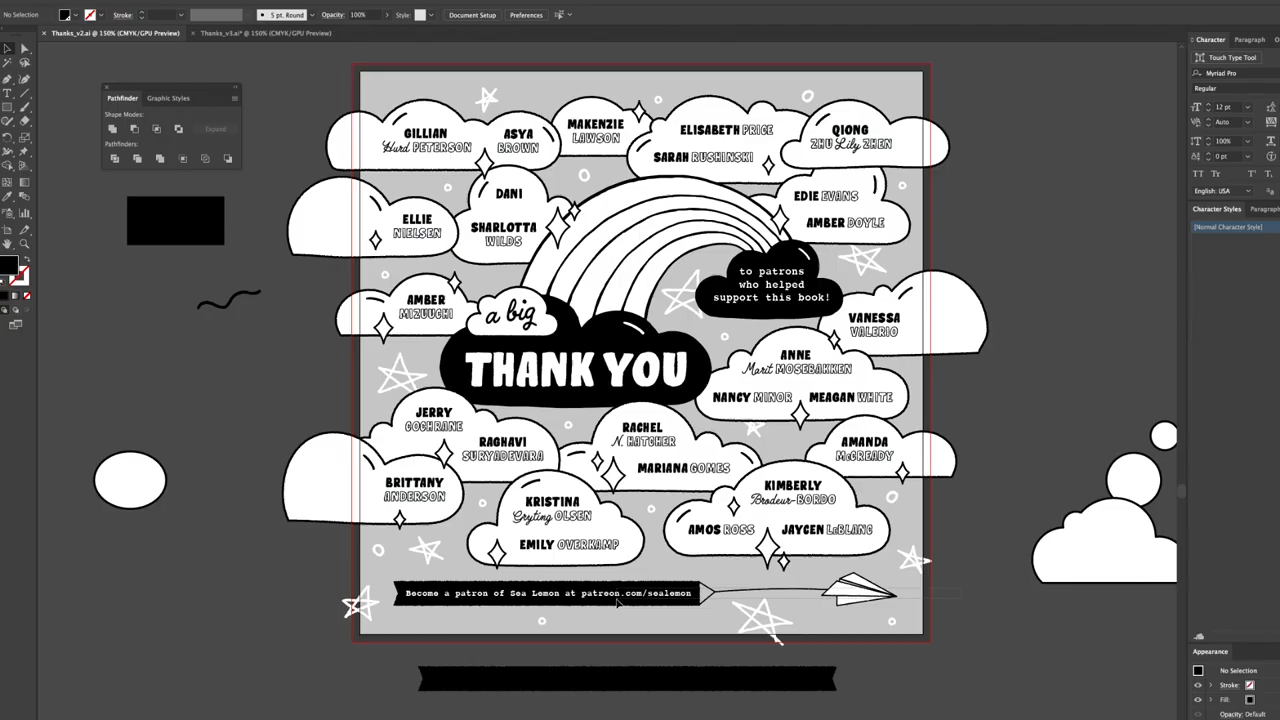 No Selection
Stroke:
5 pt. Round
Opacity: 100%
Style:
Document Setup
Preferences
× Thanks_v2.ai @ 150% (CMYK/GPU Preview)
× Thanks_v3.ai* @ 150% (CMYK/GPU Preview)
Pathfinder
Graphic Styles
Shape Modes:
Expand
Pathfinders:
GILLIAN
Hurd PETERSON
ASYA
BROWN
MAKENZIE
LAWSON
ELISABETH PRICE
SARAH RUSHINSKI
QIONG
ZHU Lily ZHEN
ELLIE
NIELSEN
DANI
SHARLOTTA
WILDS
EDIE EVANS
AMBER DOYLE
to patrons
who helped
support this book!
AMBER
MIZUUCHI
a big
THANK YOU
VANESSA
VALERIO
ANNE
Marit MOSEBAKKEN
NANCY MINOR
MEAGAN WHITE
JERRY
COCHRANE
RAGHAVI
SURYADEVARA
BRITTANY
ANDERSON
RACHEL
N. HATCHER
MARIANA GOMES
AMANDA
McCREADY
KRISTINA
Gryting OLSEN
EMILY OVERKAMP
KIMBERLY
Brodeur-BORDO
AMOS ROSS
JAYCEN LeBLANC
Become a patron of Sea Lemon at patreon.com/sealemon
Character
Paragraph
Touch Type Tool
Myriad Pro
Regular
12 pt
Auto
100%
0 pt
English: USA
Character Styles
Paragraph
[Normal Character Style]
Appearance
No Selection
Stroke:
Fill:
Opacity: Default